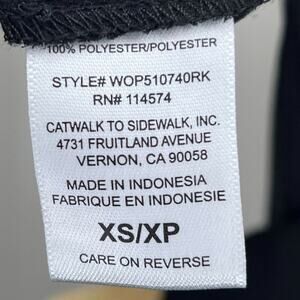 100% POLYESTER/POLYESTER
STYLE# WOP510740RK
RN# 114574
CATWALK TO SIDEWALK, INC.
4731 FRUITLAND AVENUE
VERNON, CA 90058
MADE IN INDONESIA
FABRIQUE EN INDONESIA
XS/XP
CARE ON REVERSE